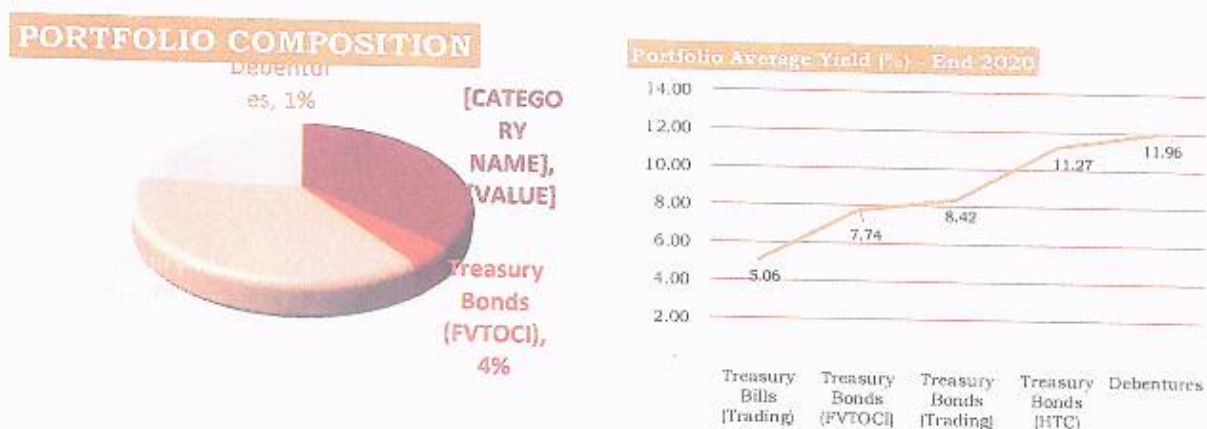 PORTFOLIO COMPOSITION
Debentur
es, 1%
[CATEGO
RY
NAME],
[VALUE]
Treasury
Bonds
(FVTOCI),
4%
Portfolio Average Yield (%) - End 2020
14.00
12.00
10.00
8.00
6.00
4.00
2.00
5.06
7.74
8.42
11.27
11.96
Treasury
Bills
(Trading)
Treasury
Bonds
(FVTOCI)
Treasury
Bonds
(Trading)
Treasury
Bonds
(HTC)
Debentures